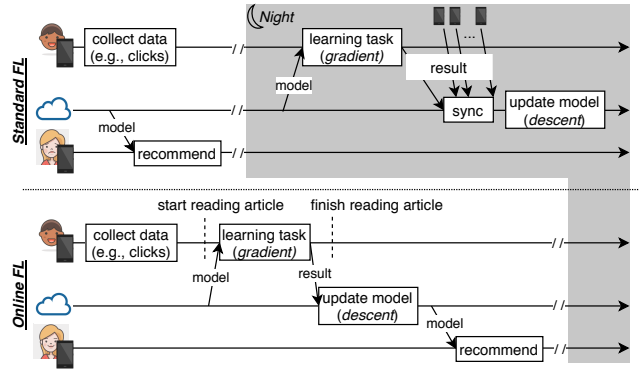 Night
Standard FL
collect data
(e.g., clicks)
learning task
(gradient)
...
model
result
model
sync
update model
(descent)
recommend
start reading article
finish reading article
Online FL
collect data
(e.g., clicks)
learning task
(gradient)
model
result
update model
(descent)
model
recommend